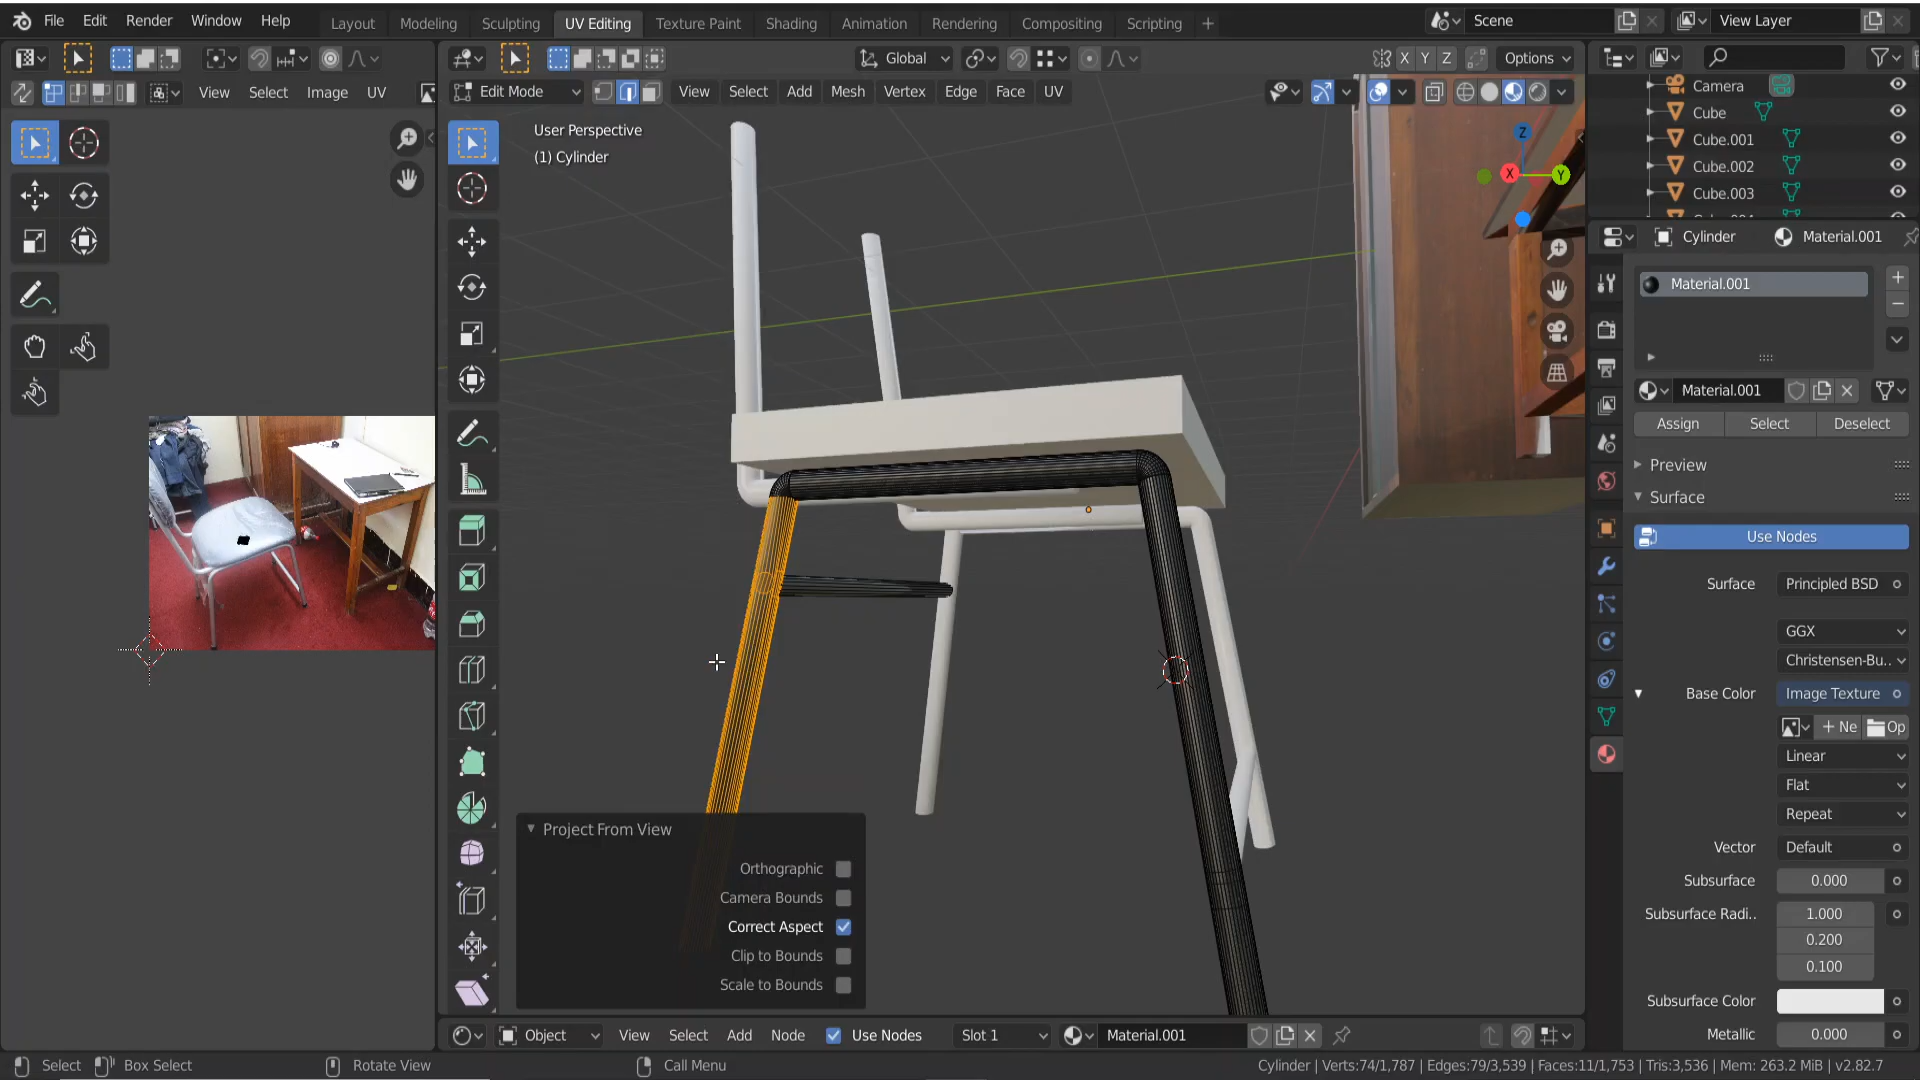 File Edit Render Window Help Layout Modeling Sculpting UV Editing Texture Paint Shading Animation Rendering Compositing Scripting Scene View Layer
Global X Y Z Options
View Select Image UV Edit Mode View Select Add Mesh Vertex Edge Face UV
Camera
Cube
Cube.001
Cube.002
Cube.003
User Perspective
(1) Cylinder
Z
X
Y
Cylinder Material.001
Material.001
Material.001
Assign Select Deselect
Preview
Surface
Use Nodes
Surface Principled BSD
GGX
Christensen-Bu..
Base Color Image Texture
Ne Op
Linear
Flat
Repeat
Vector Default
Subsurface 0.000
Subsurface Radi.. 1.000
0.200
0.100
Subsurface Color
Metallic 0.000
Project From View
Orthographic
Camera Bounds
Correct Aspect
Clip to Bounds
Scale to Bounds
Object View Select Add Node Use Nodes Slot 1 Material.001
Select Box Select Rotate View Call Menu Cylinder | Verts:74/1,787 | Edges:79/3,539 | Faces:11/1,753 | Tris:3,536 | Mem: 263.2 MiB | v2.82.7